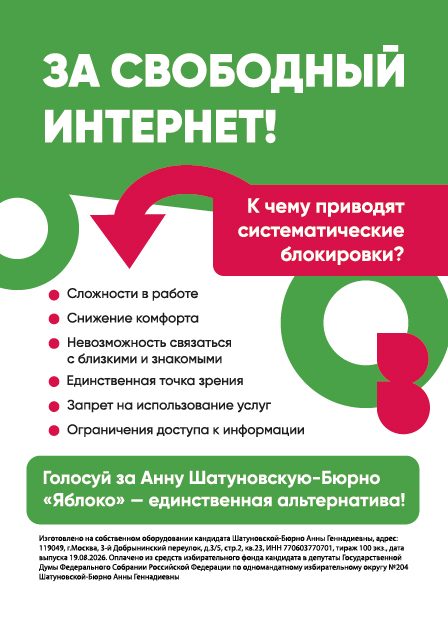 ЗА СВОБОДНЫЙ
ИНТЕРНЕТ!
К чему приводят
систематические
блокировки?
Сложности в работе
Снижение комфорта
Невозможность связаться
с близкими и знакомыми
Единственная точка зрения
Запрет на использование услуг
Ограничения доступа к информации
Голосуй за Анну Шатуновскую-Бюрно
«Яблоко» — единственная альтернатива!
Изготовлено на собственном оборудовании кандидата Шатуновской-Бюрно Анны Геннадиевны, адрес:
119049, г.Москва, 3-й Добрынинский переулок, д.3/5, стр.2, кв.23, ИНН 770603770701, тираж 100 экз., дата
выпуска 19.08.2026. Оплачено из средств избирательного фонда кандидата в депутаты Государственной
Думы Федерального Собрании Российской Федерации по одномандатному избирательному округу №204
Шатуновской-Бюрно Анны Геннадиевны